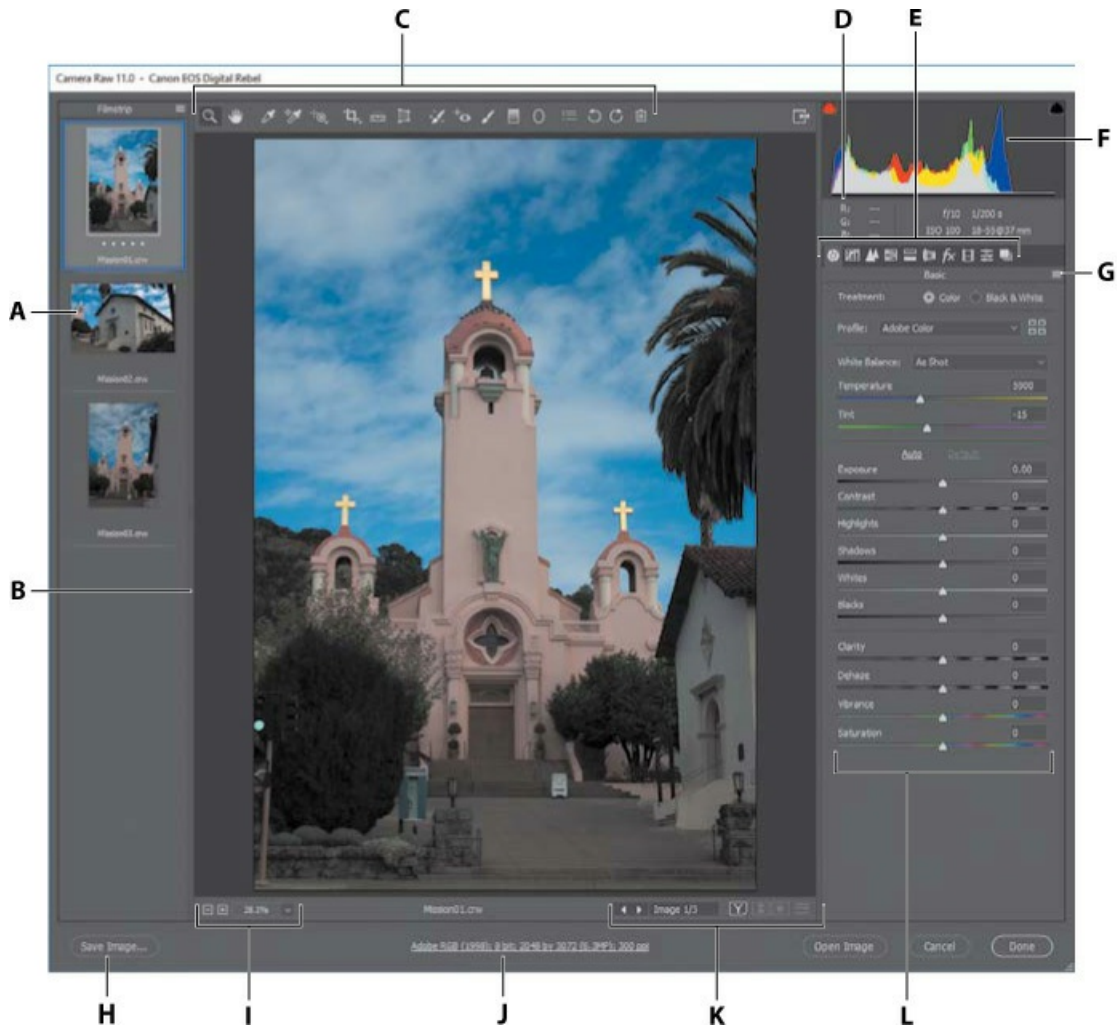 C
D
E
Camera Raw 11.0 - Canon EOS Digital Rebel
Filmstrip
F
R: ---
G: ---
B: ---
f/10 1/200 s
ISO 100 18-55@37 mm
Mission01.crw
fx
Basic
G
Treatment: Color Black & White
A
Profile: Adobe Color
Mission02.crw
White Balance: As Shot
Temperature 5000
Tint -15
Auto Default
Exposure 0.00
Contrast 0
Highlights 0
Mission03.crw
Shadows 0
B
Whites 0
Blacks 0
Clarity 0
Dehaze 0
Vibrance 0
Saturation 0
Mission01.crw
Image 1/3
Y
Save Image...
Adobe RGB (1998); 8 bit; 2048 by 3072 (6.3MP); 300 ppi
Open Image
Cancel
Done
H
I
J
K
L